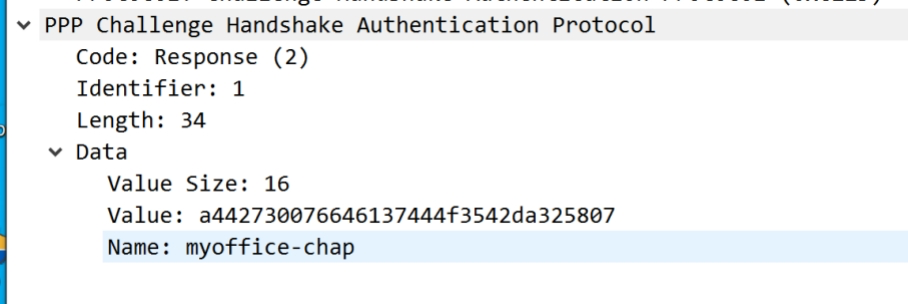 PPP Challenge Handshake Authentication Protocol
Code: Response (2)
Identifier: 1
Length: 34
Data
Value Size: 16
Value: a442730076646137444f3542da325807
Name: myoffice-chap